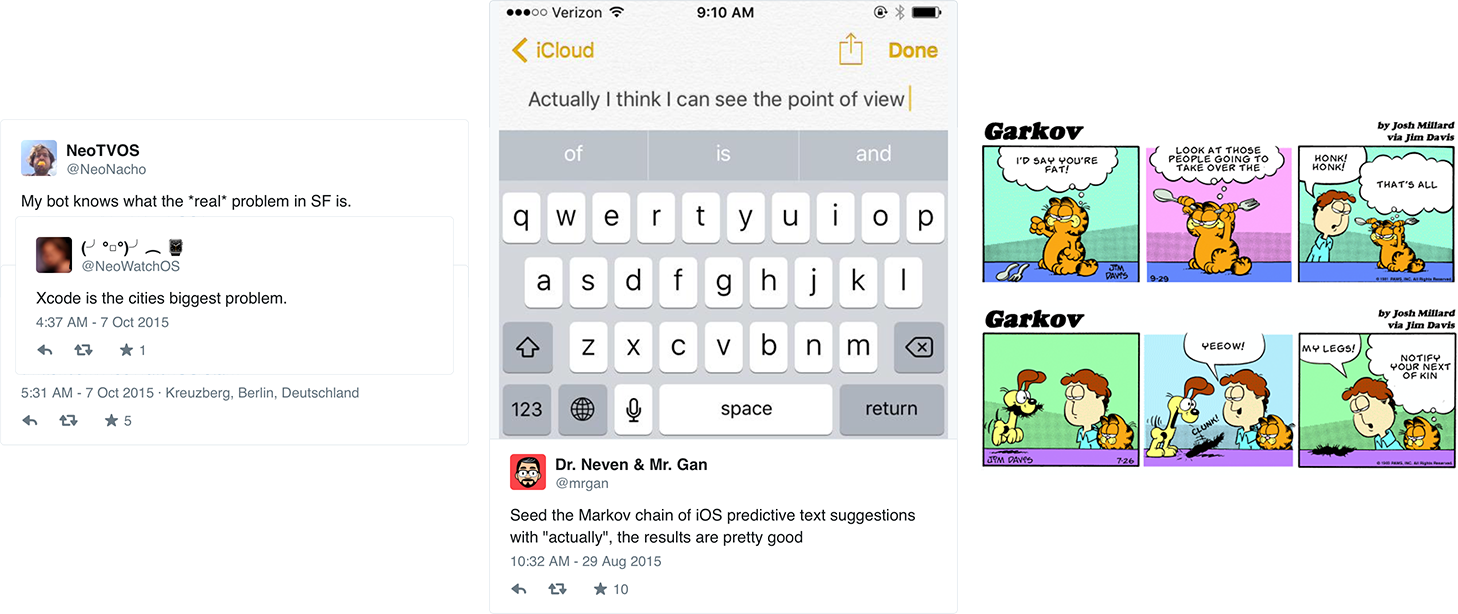 NeoTVOS
@NeoNacho
My bot knows what the *real* problem in SF is.
(╯°□°)╯︵ 
@NeoWatchOS
Xcode is the cities biggest problem.
4:37 AM - 7 Oct 2015
1
5:31 AM - 7 Oct 2015 · Kreuzberg, Berlin, Deutschland
5
Verizon 9:10 AM
iCloud Done
Actually I think I can see the point of view
of is and
q w e r t y u i o p
a s d f g h j k l
z x c v b n m
123 space return
Dr. Neven & Mr. Gan
@mrgan
Seed the Markov chain of iOS predictive text suggestions
with "actually", the results are pretty good
10:32 AM - 29 Aug 2015
10
Garkov
by Josh Millard
via Jim Davis
I'D SAY YOU'RE
FAT!
JIM
DAVIS
LOOK AT THOSE
PEOPLE GOING TO
TAKE OVER THE
9-29
HONK!
HONK!
THAT'S ALL
Garkov
by Josh Millard
via Jim Davis
JIM DAVIS
7-26
YEEOW!
CLUNK!
MY LEGS!
NOTIFY
YOUR NEXT
OF KIN